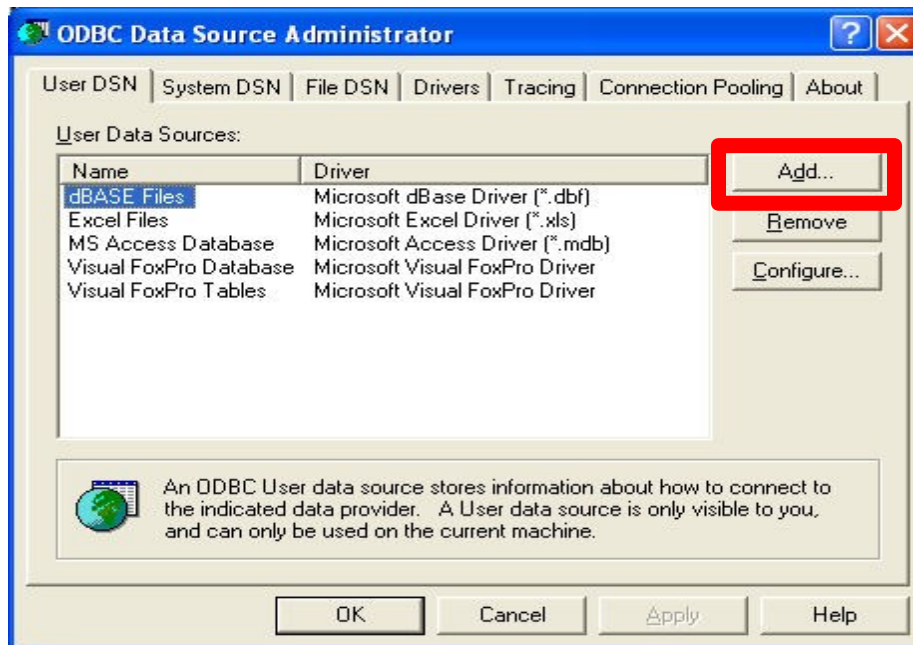 ODBC Data Source Administrator
User DSN System DSN File DSN Drivers Tracing Connection Pooling About
User Data Sources:
Name Driver
dBASE Files Microsoft dBase Driver (*.dbf)
Excel Files Microsoft Excel Driver (*.xls)
MS Access Database Microsoft Access Driver (*.mdb)
Visual FoxPro Database Microsoft Visual FoxPro Driver
Visual FoxPro Tables Microsoft Visual FoxPro Driver
Add...
Remove
Configure...
An ODBC User data source stores information about how to connect to
the indicated data provider. A User data source is only visible to you,
and can only be used on the current machine.
OK Cancel Apply Help